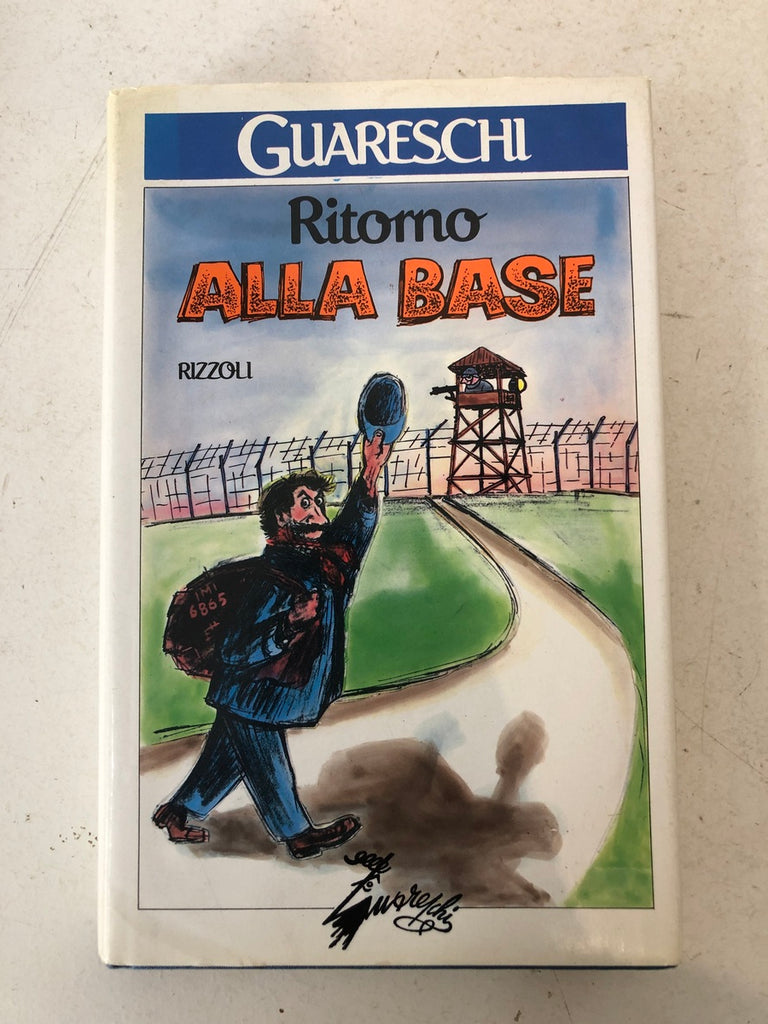 GUARESCHI
Ritorno
ALLA BASE
RIZZOLI
IMI
6865
Guareschi